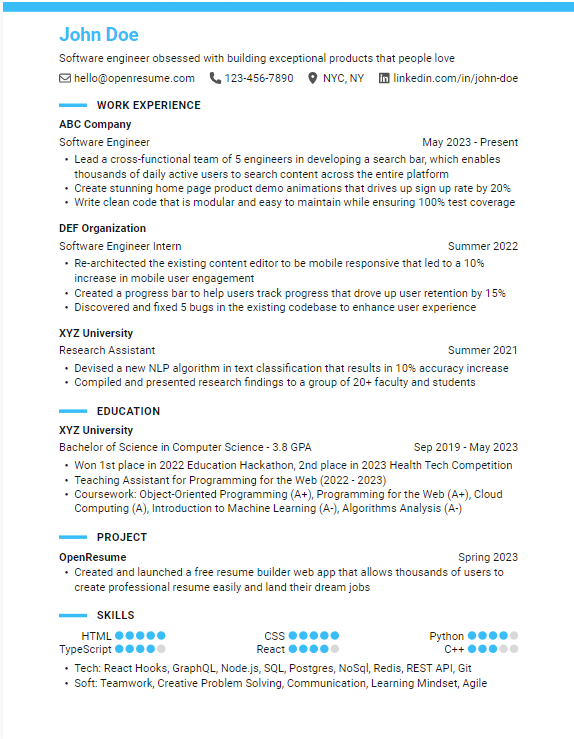 John Doe
Software engineer obsessed with building exceptional products that people love
hello@openresume.com 123-456-7890 NYC, NY linkedin.com/in/john-doe
WORK EXPERIENCE
ABC Company
Software Engineer May 2023 - Present
• Lead a cross-functional team of 5 engineers in developing a search bar, which enables
thousands of daily active users to search content across the entire platform
• Create stunning home page product demo animations that drives up sign up rate by 20%
• Write clean code that is modular and easy to maintain while ensuring 100% test coverage
DEF Organization
Software Engineer Intern Summer 2022
• Re-architected the existing content editor to be mobile responsive that led to a 10%
increase in mobile user engagement
• Created a progress bar to help users track progress that drove up user retention by 15%
• Discovered and fixed 5 bugs in the existing codebase to enhance user experience
XYZ University
Research Assistant Summer 2021
• Devised a new NLP algorithm in text classification that results in 10% accuracy increase
• Compiled and presented research findings to a group of 20+ faculty and students
EDUCATION
XYZ University
Bachelor of Science in Computer Science - 3.8 GPA Sep 2019 - May 2023
• Won 1st place in 2022 Education Hackathon, 2nd place in 2023 Health Tech Competition
• Teaching Assistant for Programming for the Web (2022 - 2023)
• Coursework: Object-Oriented Programming (A+), Programming for the Web (A+), Cloud
Computing (A), Introduction to Machine Learning (A-), Algorithms Analysis (A-)
PROJECT
OpenResume Spring 2023
• Created and launched a free resume builder web app that allows thousands of users to
create professional resume easily and land their dream jobs
SKILLS
HTML CSS Python
TypeScript React C++
• Tech: React Hooks, GraphQL, Node.js, SQL, Postgres, NoSql, Redis, REST API, Git
• Soft: Teamwork, Creative Problem Solving, Communication, Learning Mindset, Agile